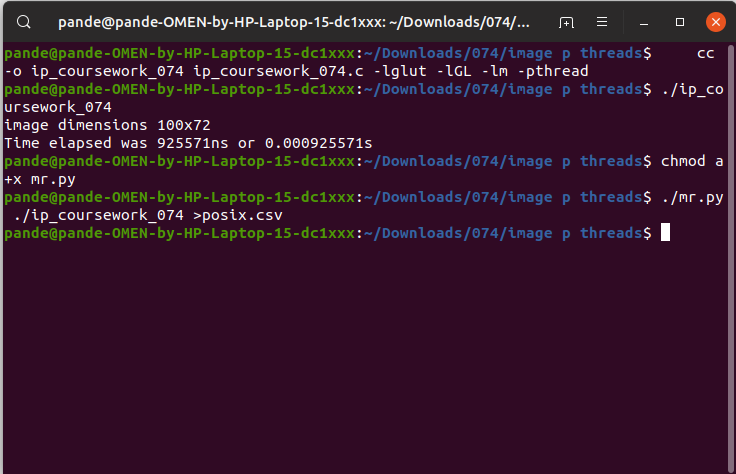 pande@pande-OMEN-by-HP-Laptop-15-dc1xxx: ~/Downloads/074/...
pande@pande-OMEN-by-HP-Laptop-15-dc1xxx:~/Downloads/074/image p threads$     cc
-o ip_coursework_074 ip_coursework_074.c -lglut -lGL -lm -pthread
pande@pande-OMEN-by-HP-Laptop-15-dc1xxx:~/Downloads/074/image p threads$ ./ip_co
ursework_074
image dimensions 100x72
Time elapsed was 925571ns or 0.000925571s
pande@pande-OMEN-by-HP-Laptop-15-dc1xxx:~/Downloads/074/image p threads$ chmod a
+x mr.py
pande@pande-OMEN-by-HP-Laptop-15-dc1xxx:~/Downloads/074/image p threads$ ./mr.py
 ./ip_coursework_074 >posix.csv
pande@pande-OMEN-by-HP-Laptop-15-dc1xxx:~/Downloads/074/image p threads$